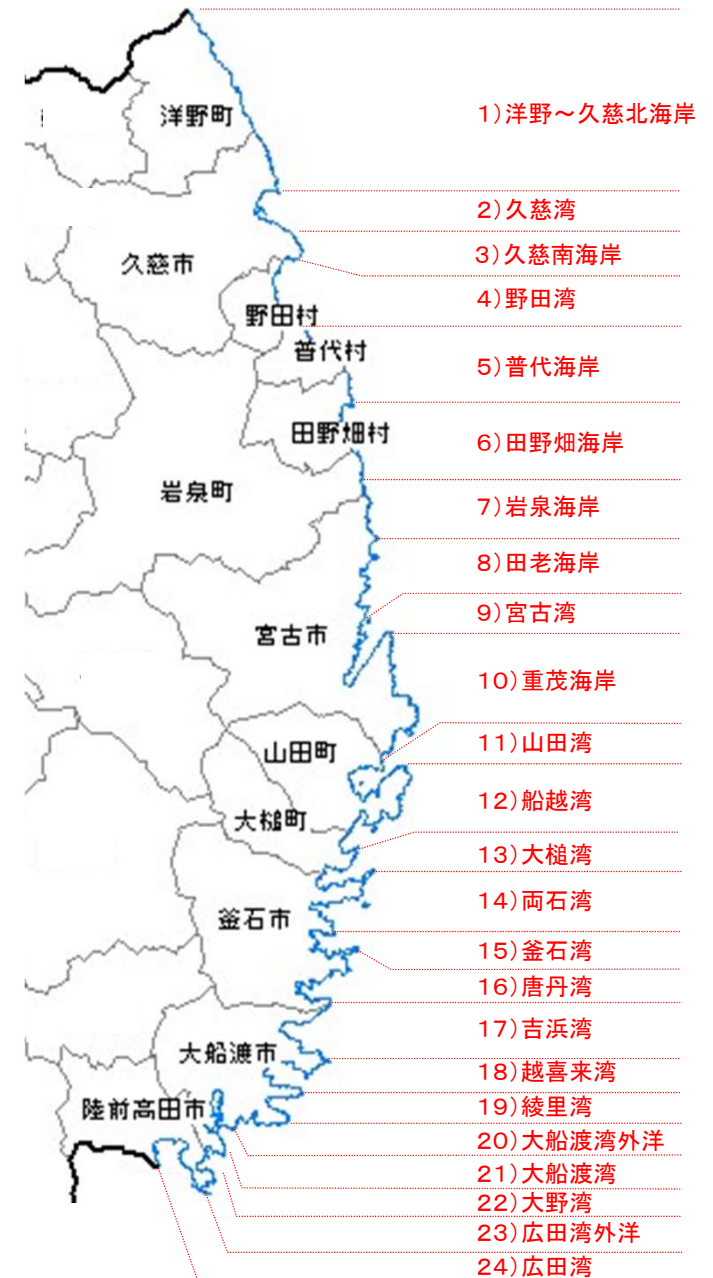 洋野町
久慈市
野田村
普代村
田野畑村
岩泉町
宮古市
山田町
大槌町
釜石市
大船渡市
陸前高田市
1)洋野～久慈北海岸
2)久慈湾
3)久慈南海岸
4)野田湾
5)普代海岸
6)田野畑海岸
7)岩泉海岸
8)田老海岸
9)宮古湾
10)重茂海岸
11)山田湾
12)船越湾
13)大槌湾
14)両石湾
15)釜石湾
16)唐丹湾
17)吉浜湾
18)越喜来湾
19)綾里湾
20)大船渡湾外洋
21)大船渡湾
22)大野湾
23)広田湾外洋
24)広田湾